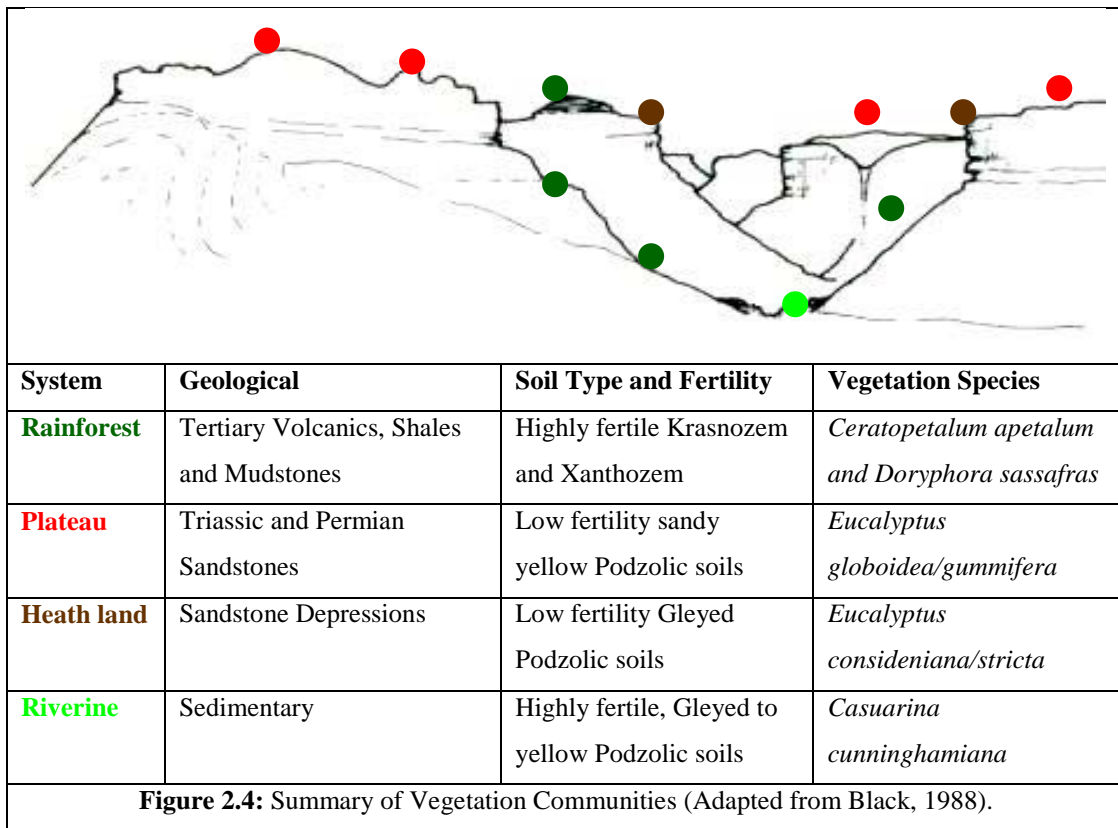 System Geological Soil Type and Fertility Vegetation Species
Rainforest Tertiary Volcanics, Shales Highly fertile Krasnozem Ceratopetalum apetalum
and Mudstones and Xanthozem and Doryphora sassafras
Plateau Triassic and Permian Low fertility sandy Eucalyptus
Sandstones yellow Podzolic soils globoidea/gummifera
Heath land Sandstone Depressions Low fertility Gleyed Eucalyptus
Podzolic soils consideniana/stricta
Riverine Sedimentary Highly fertile, Gleyed to Casuarina
yellow Podzolic soils cunninghamiana
Figure 2.4: Summary of Vegetation Communities (Adapted from Black, 1988).